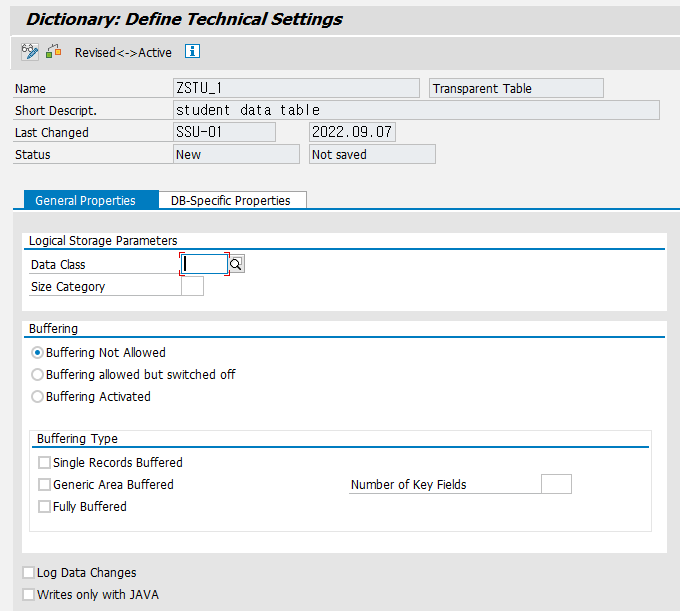 Dictionary: Define Technical Settings
Revised<->Active
Name ZSTU_1 Transparent Table
Short Descript. student data table
Last Changed SSU-01 2022.09.07
Status New Not saved
General Properties DB-Specific Properties
Logical Storage Parameters
Data Class
Size Category
Buffering
Buffering Not Allowed
Buffering allowed but switched off
Buffering Activated
Buffering Type
Single Records Buffered
Generic Area Buffered Number of Key Fields
Fully Buffered
Log Data Changes
Writes only with JAVA